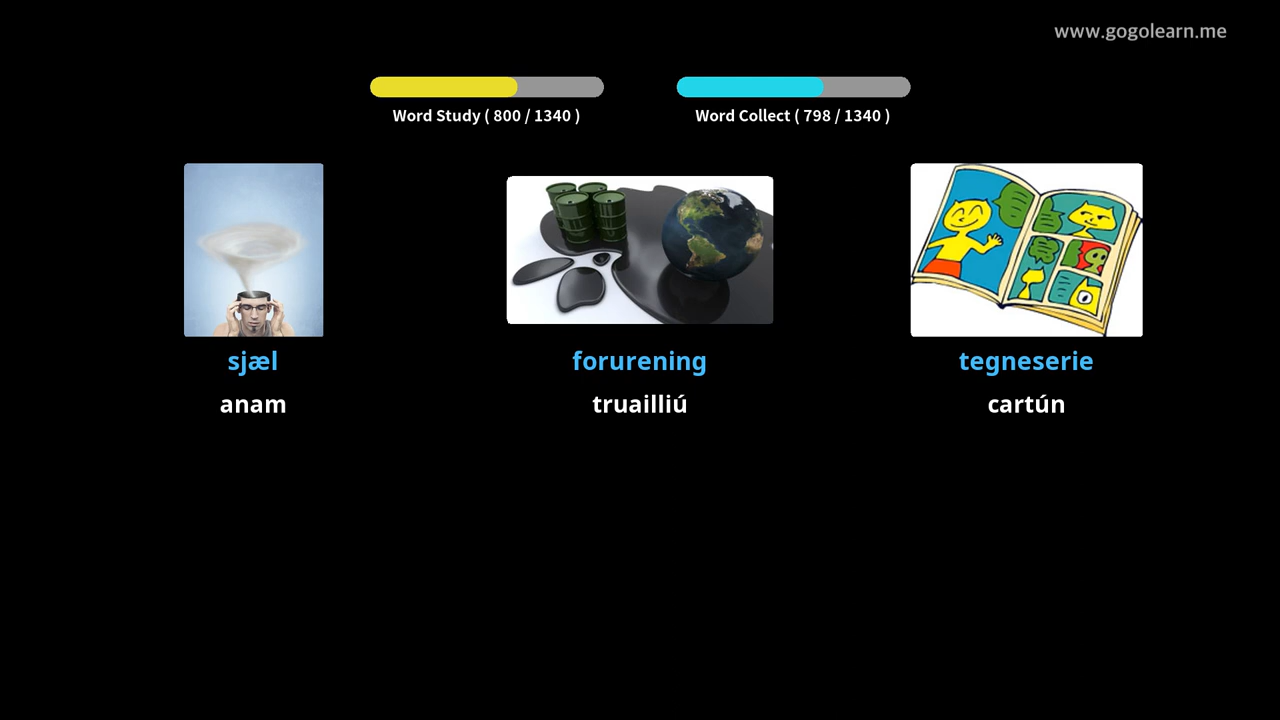 www.gogolearn.me
Word Study ( 800 / 1340 )
Word Collect ( 798 / 1340 )
sjæl
forurening
tegneserie
anam
truailliú
cartún